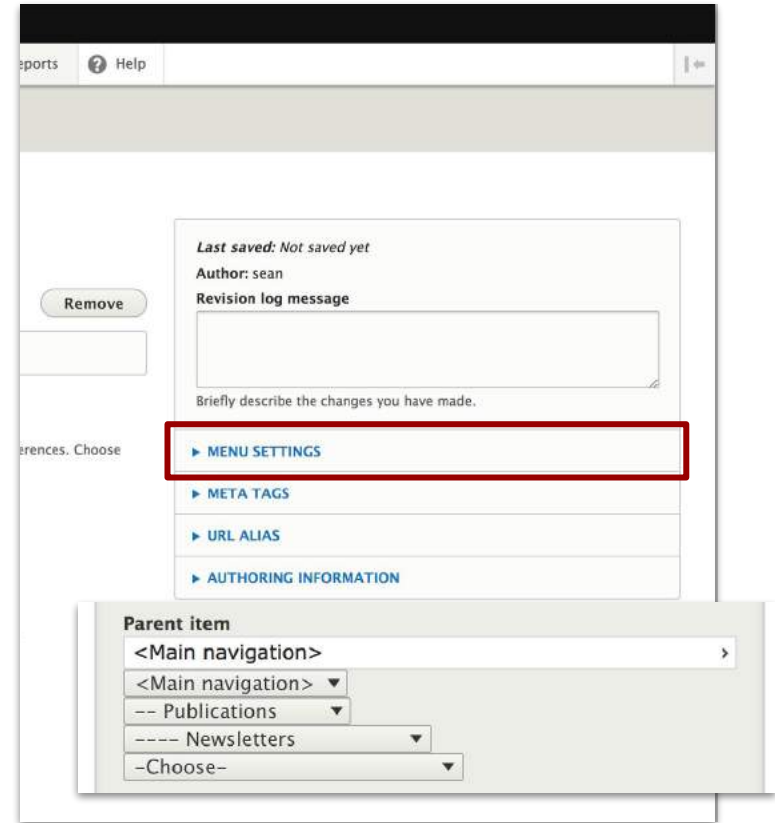 eports Help
Last saved: Not saved yet
Author: sean
Remove
Revision log message
Briefly describe the changes you have made.
erences. Choose
MENU SETTINGS
META TAGS
URL ALIAS
AUTHORING INFORMATION
Parent item
<Main navigation>
<Main navigation>
-- Publications
---- Newsletters
-Choose-